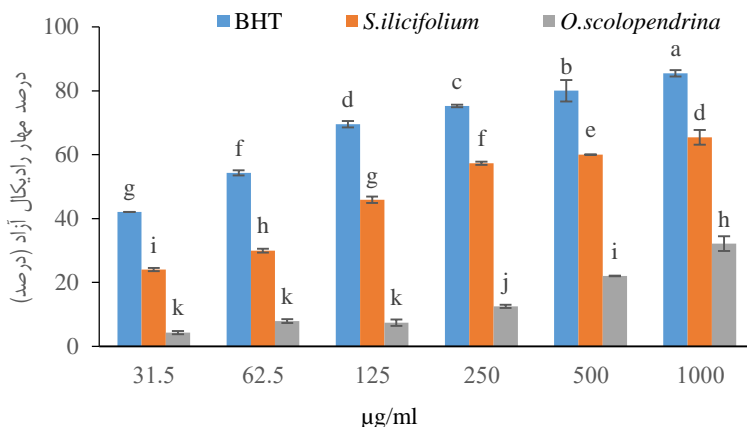 BHT S.ilicifolium O.scolopendrina
درصد مهار رادیکال آزاد (درصد)
100
80
60
40
20
0
g i k
f h k
d g k
c f j
b e i
a d h
31.5 62.5 125 250 500 1000
µg/ml